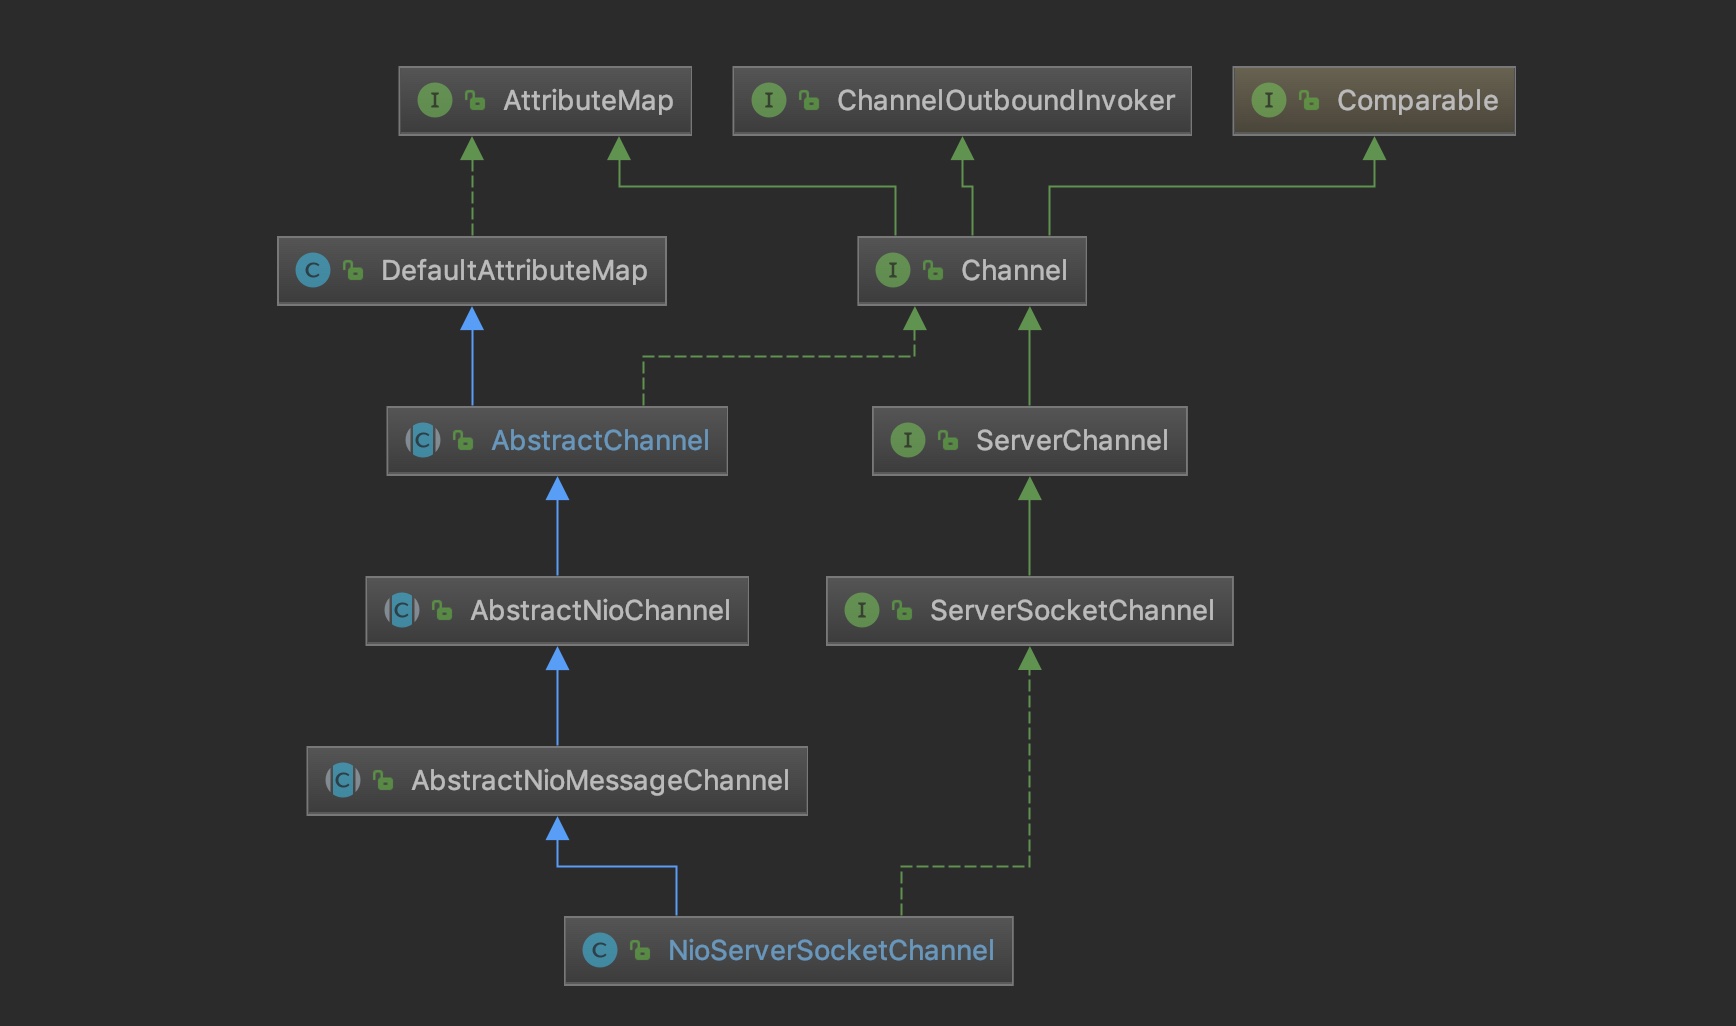 I AttributeMap
I ChannelOutboundInvoker
I Comparable
C DefaultAttributeMap
I Channel
C AbstractChannel
I ServerChannel
C AbstractNioChannel
I ServerSocketChannel
C AbstractNioMessageChannel
C NioServerSocketChannel